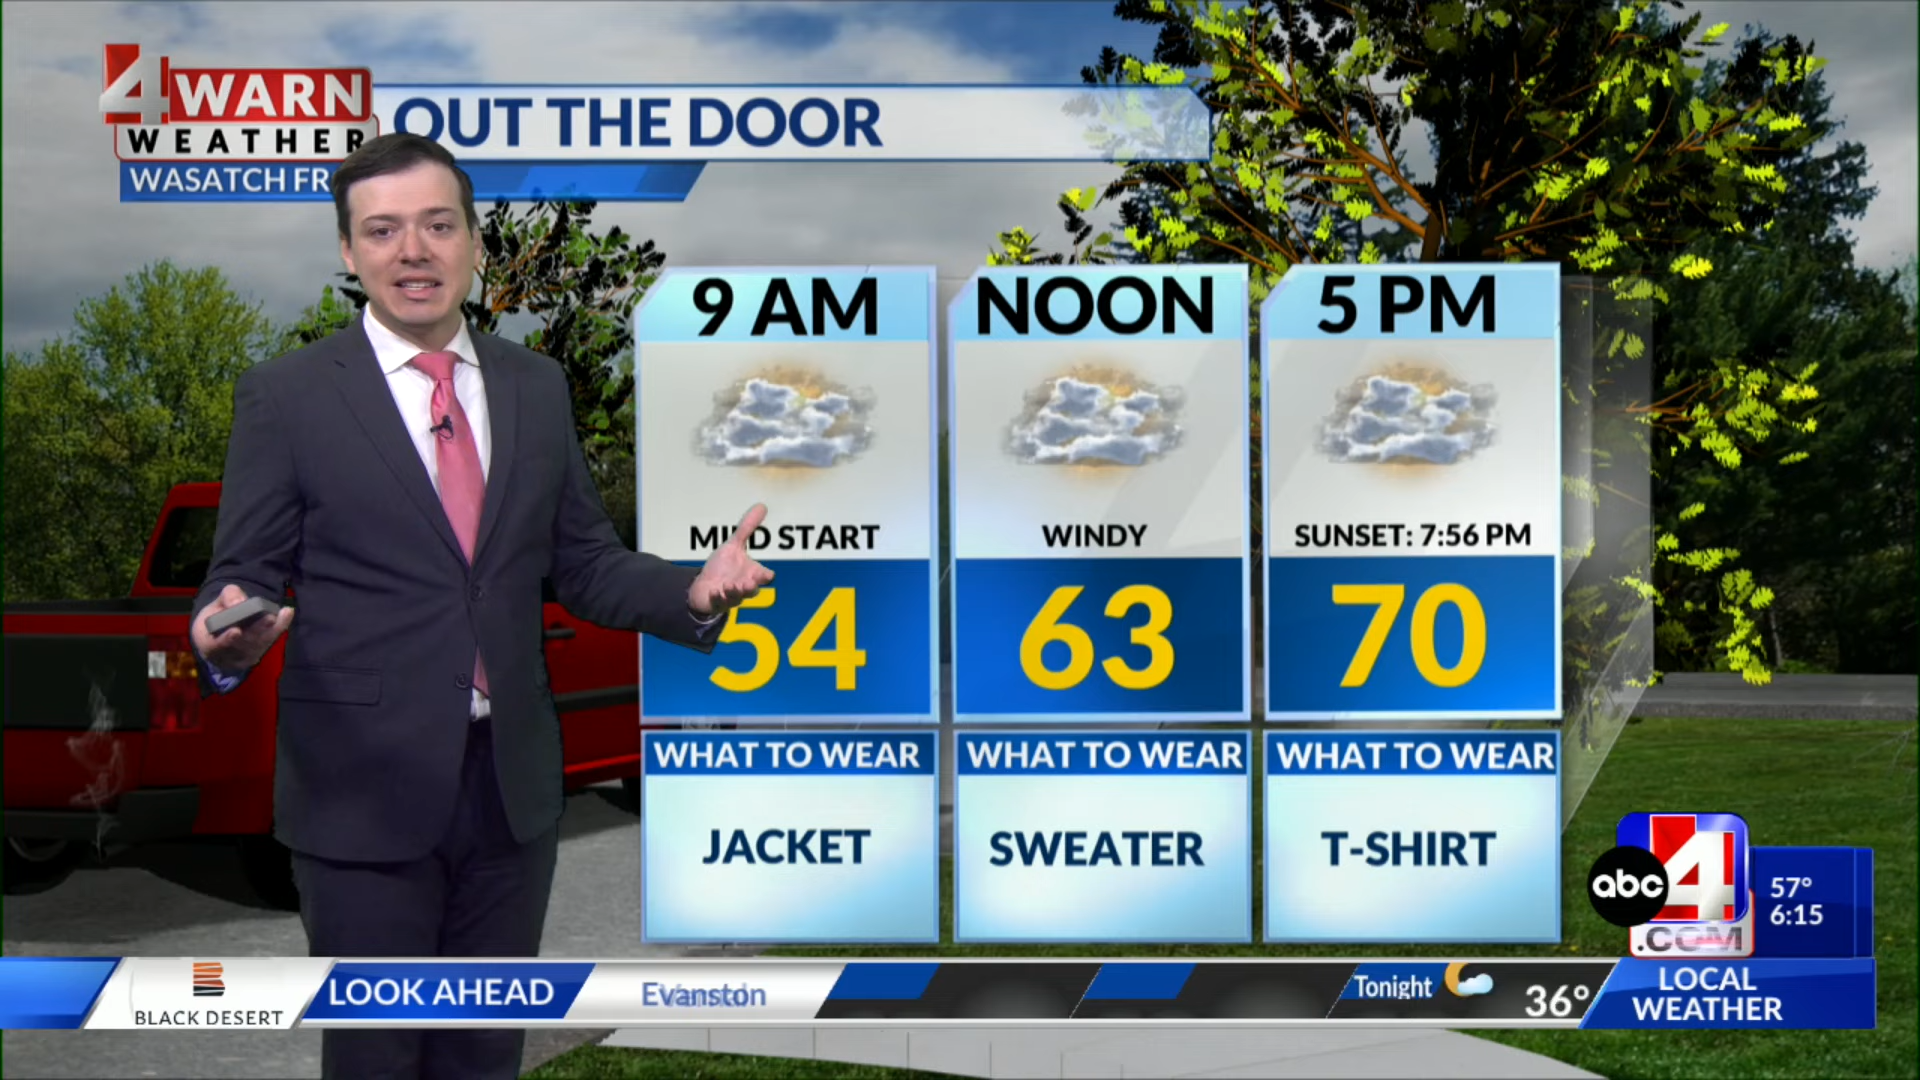 4WARN
WEATHER
OUT THE DOOR
WASATCH FR
9 AM
NOON
5 PM
START
WINDY
SUNSET: 7:56 PM
54
63
70
WHAT TO WEAR
WHAT TO WEAR
WHAT TO WEAR
JACKET
SWEATER
T-SHIRT
abc
4
.COM
57°
6:15
BLACK DESERT
LOOK AHEAD
Evanston
Tonight
36°
LOCAL
WEATHER